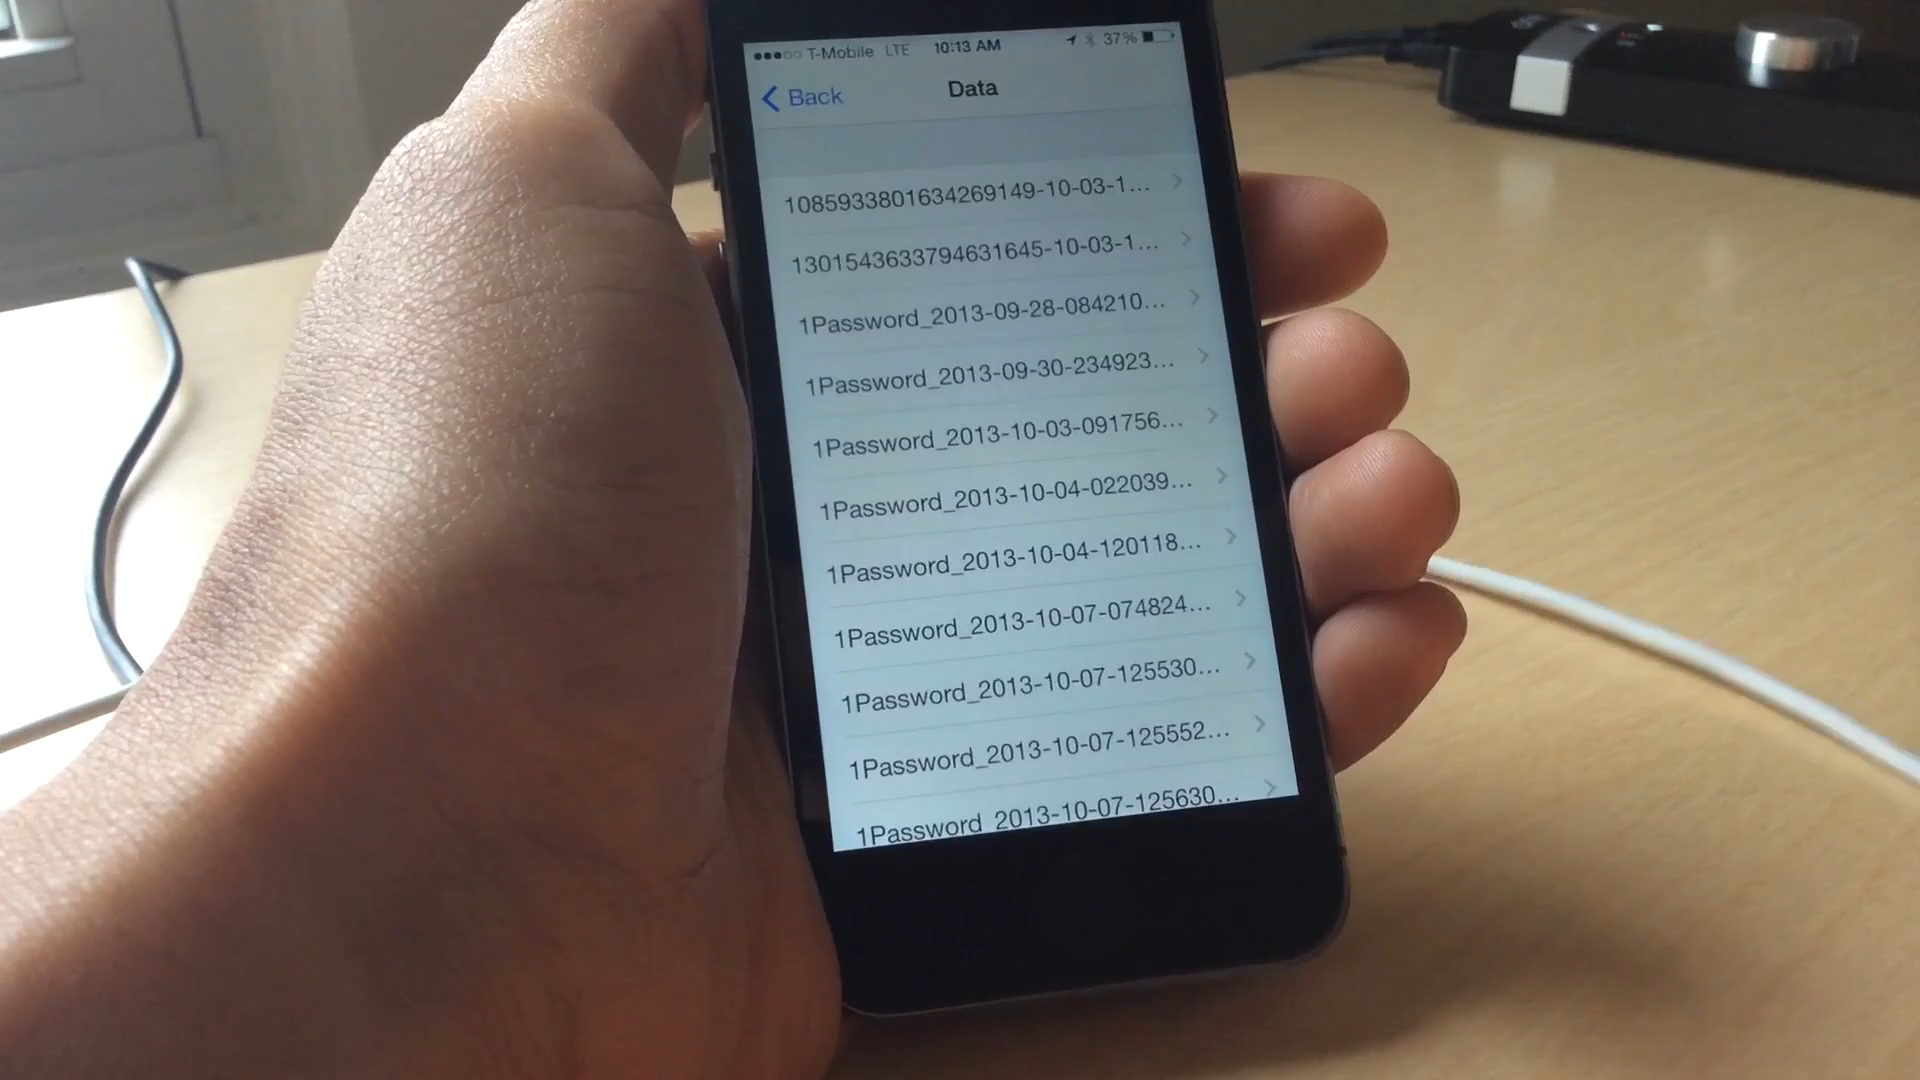 T-Mobile LTE 10:13 AM 37%
Back Data
1085933801634269149-10-03-1...
1301543633794631645-10-03-1...
1Password_2013-09-28-084210...
1Password_2013-09-30-234923...
1Password_2013-10-03-091756...
1Password_2013-10-04-022039...
1Password_2013-10-04-120118...
1Password_2013-10-07-074824...
1Password_2013-10-07-125530...
1Password_2013-10-07-125552...
1Password_2013-10-07-125630...